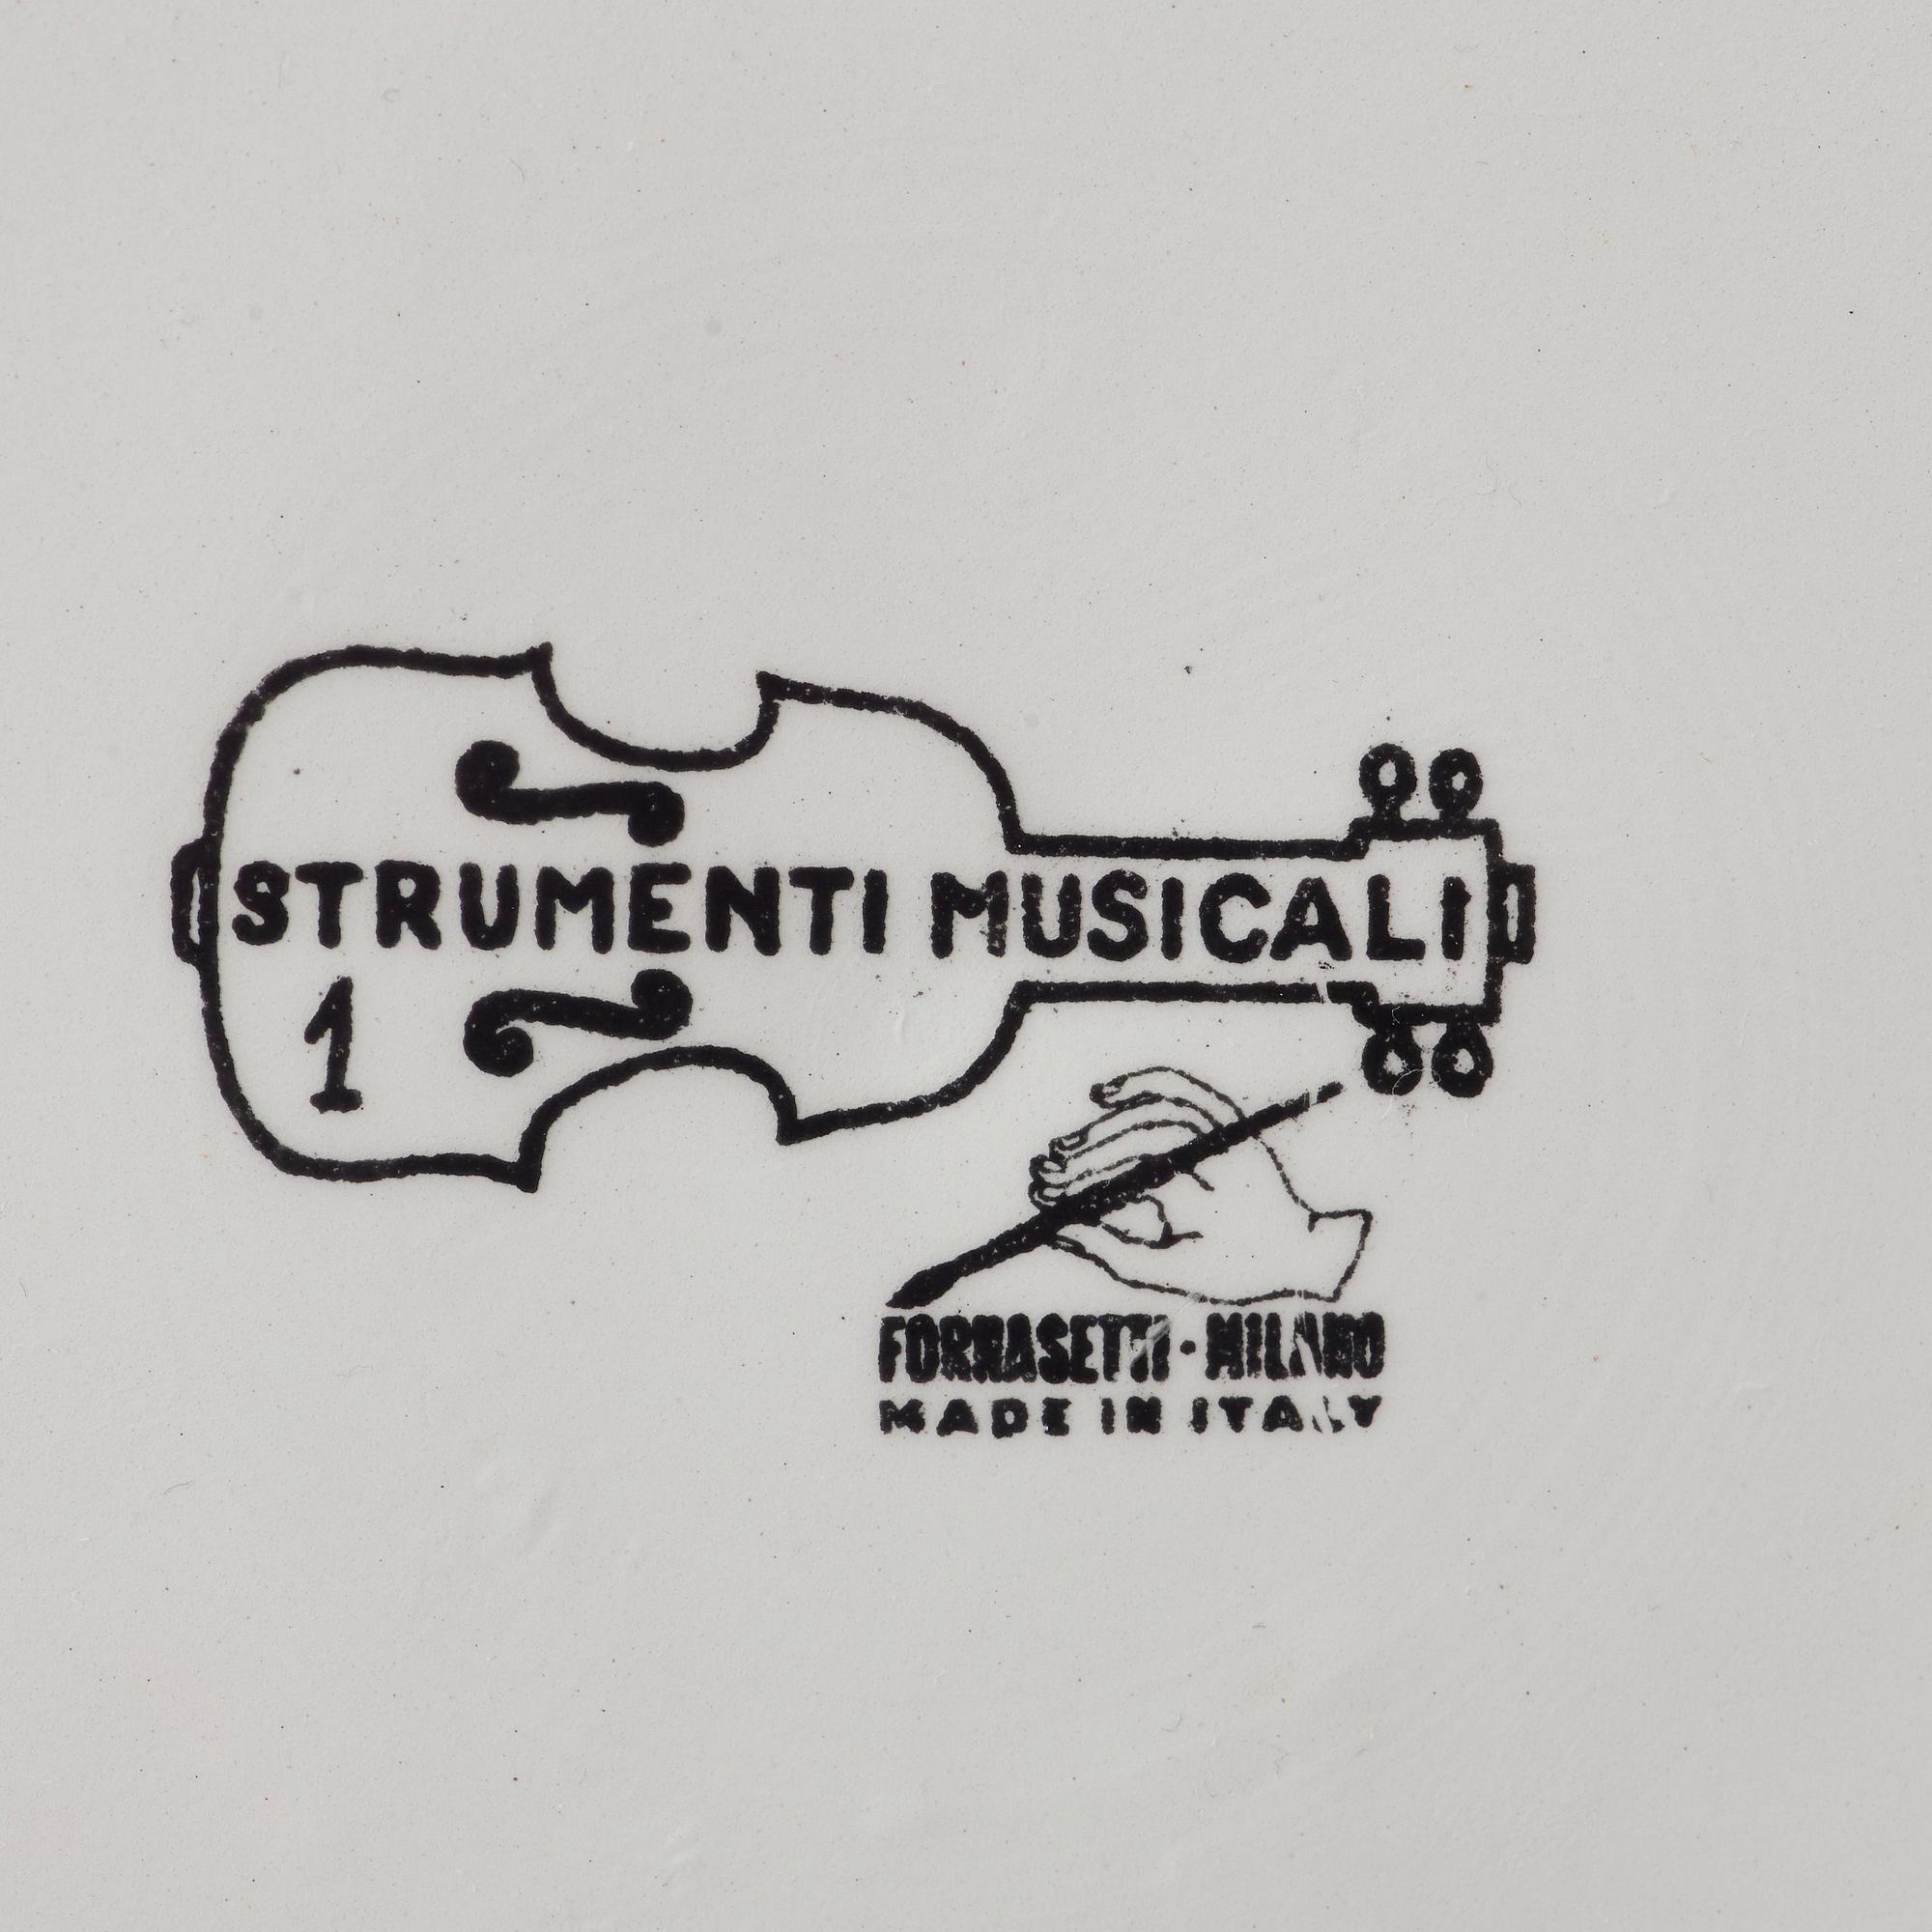 STRUMENTI MUSICALI
1
FORNASETTI · MILANO
MADE IN ITALY